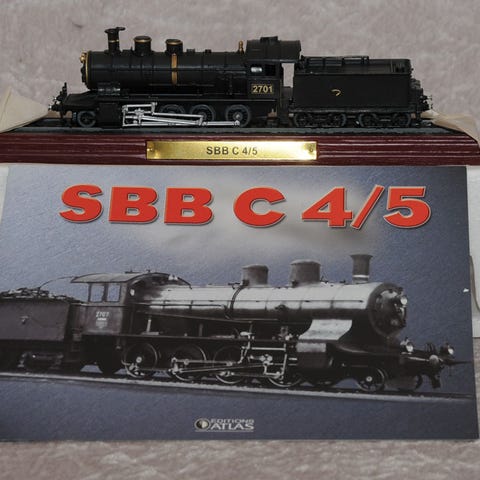 2701
SBB C 4/5
SBB C 4/5
2701
EDITIONS
ATLAS